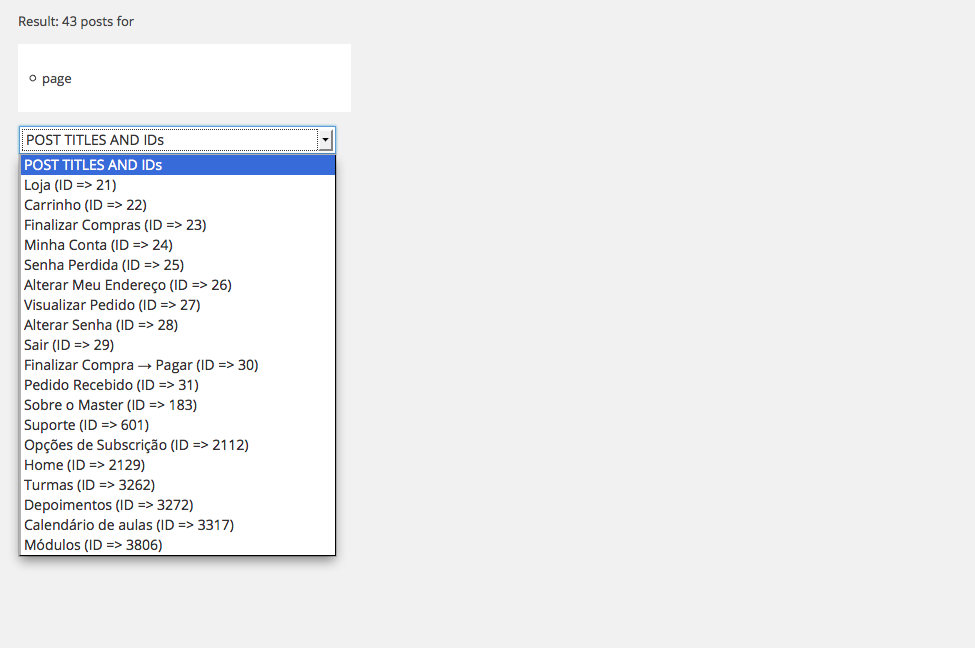 Result: 43 posts for
page
POST TITLES AND IDs
POST TITLES AND IDs
Loja (ID => 21)
Carrinho (ID => 22)
Finalizar Compras (ID => 23)
Minha Conta (ID => 24)
Senha Perdida (ID => 25)
Alterar Meu Endereço (ID => 26)
Visualizar Pedido (ID => 27)
Alterar Senha (ID => 28)
Sair (ID => 29)
Finalizar Compra → Pagar (ID => 30)
Pedido Recebido (ID => 31)
Sobre o Master (ID => 183)
Suporte (ID => 601)
Opções de Subscrição (ID => 2112)
Home (ID => 2129)
Turmas (ID => 3262)
Depoimentos (ID => 3272)
Calendário de aulas (ID => 3317)
Módulos (ID => 3806)